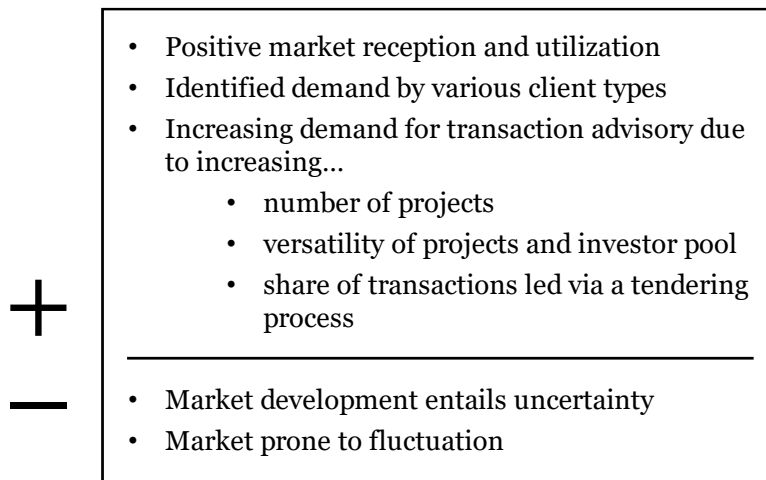 • Positive market reception and utilization
• Identified demand by various client types
• Increasing demand for transaction advisory due
to increasing...
• number of projects
• versatility of projects and investor pool
• share of transactions led via a tendering
process
+
–
• Market development entails uncertainty
• Market prone to fluctuation